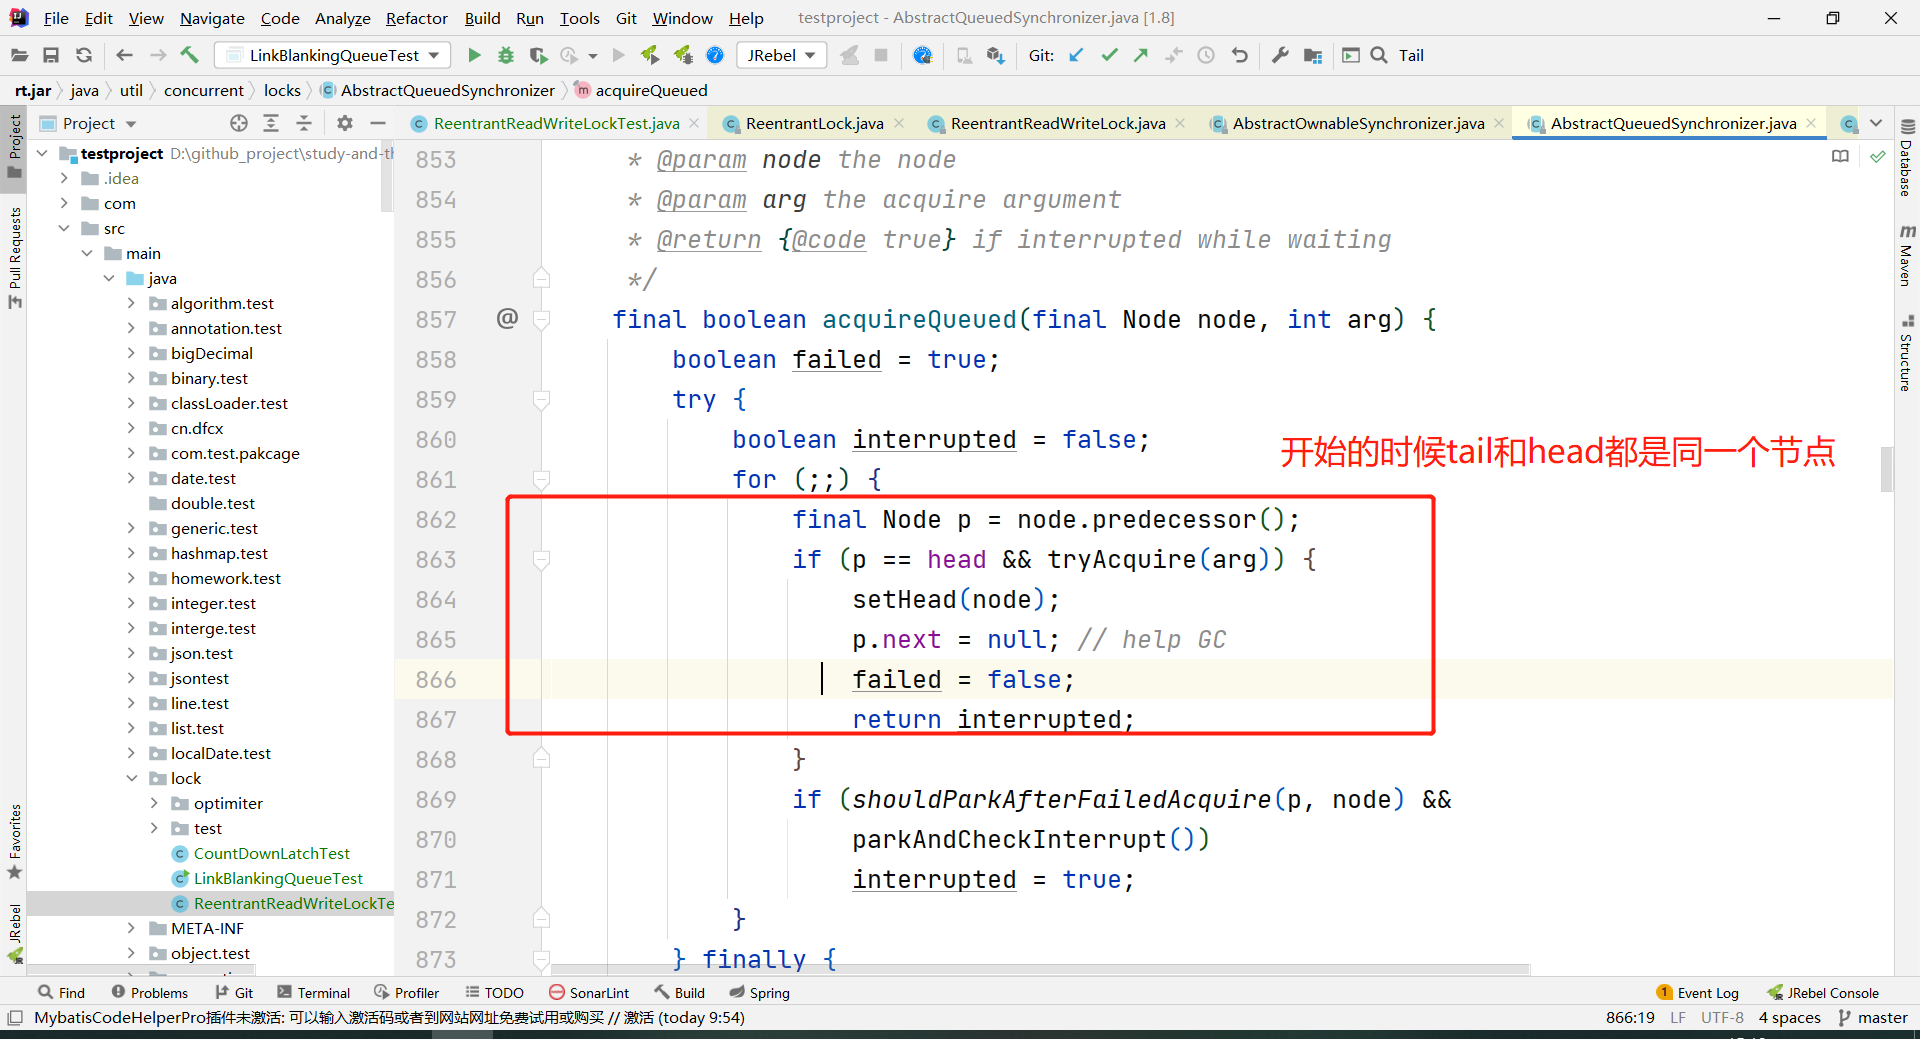 File Edit View Navigate Code Analyze Refactor Build Run Tools Git Window Help testproject - AbstractQueuedSynchronizer.java [1.8]
LinkBlankingQueueTest JRebel Git: Tail
rt.jar java util concurrent locks AbstractQueuedSynchronizer acquireQueued
Project
ReentrantReadWriteLockTest.java ReentrantLock.java ReentrantReadWriteLock.java AbstractOwnableSynchronizer.java AbstractQueuedSynchronizer.java
Project
Pull Requests
Favorites
JRebel
testproject D:\github_project\study-and-th
.idea
com
src
main
java
algorithm.test
annotation.test
bigDecimal
binary.test
classLoader.test
cn.dfcx
com.test.pakcage
date.test
double.test
generic.test
hashmap.test
homework.test
integer.test
interge.test
json.test
jsontest
line.test
list.test
localDate.test
lock
optimiter
test
CountDownLatchTest
LinkBlankingQueueTest
ReentrantReadWriteLockTe
META-INF
object.test
853 * @param node the node
854 * @param arg the acquire argument
855 * @return {@code true} if interrupted while waiting
856 */
857 @ final boolean acquireQueued(final Node node, int arg) {
858 boolean failed = true;
859 try {
860 boolean interrupted = false;
开始的时候tail和head都是同一个节点
861 for (;;) {
862 final Node p = node.predecessor();
863 if (p == head && tryAcquire(arg)) {
864 setHead(node);
865 p.next = null; // help GC
866 failed = false;
867 return interrupted;
868 }
869 if (shouldParkAfterFailedAcquire(p, node) &&
870 parkAndCheckInterrupt())
871 interrupted = true;
872 }
873 } finally {
Database
Maven
Structure
Find Problems Git Terminal Profiler TODO SonarLint Build Spring 1 Event Log JRebel Console
MybatisCodeHelperPro插件未激活: 可以输入激活码或者到网站网址免费试用或购买 // 激活 (today 9:54) 866:19 LF UTF-8 4 spaces master